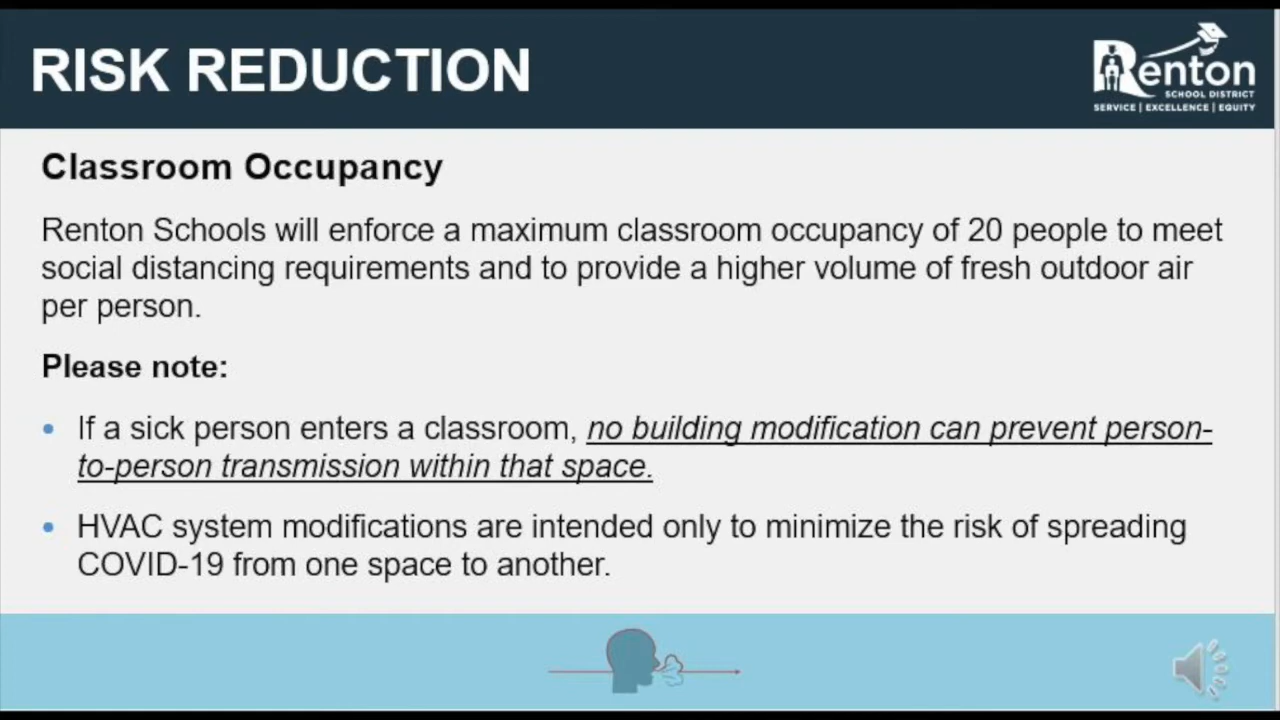 RISK REDUCTION
Renton
SCHOOL DISTRICT
SERVICE | EXCELLENCE | EQUITY
Classroom Occupancy
Renton Schools will enforce a maximum classroom occupancy of 20 people to meet
social distancing requirements and to provide a higher volume of fresh outdoor air
per person.
Please note:
• If a sick person enters a classroom, no building modification can prevent person-
to-person transmission within that space.
• HVAC system modifications are intended only to minimize the risk of spreading
COVID-19 from one space to another.